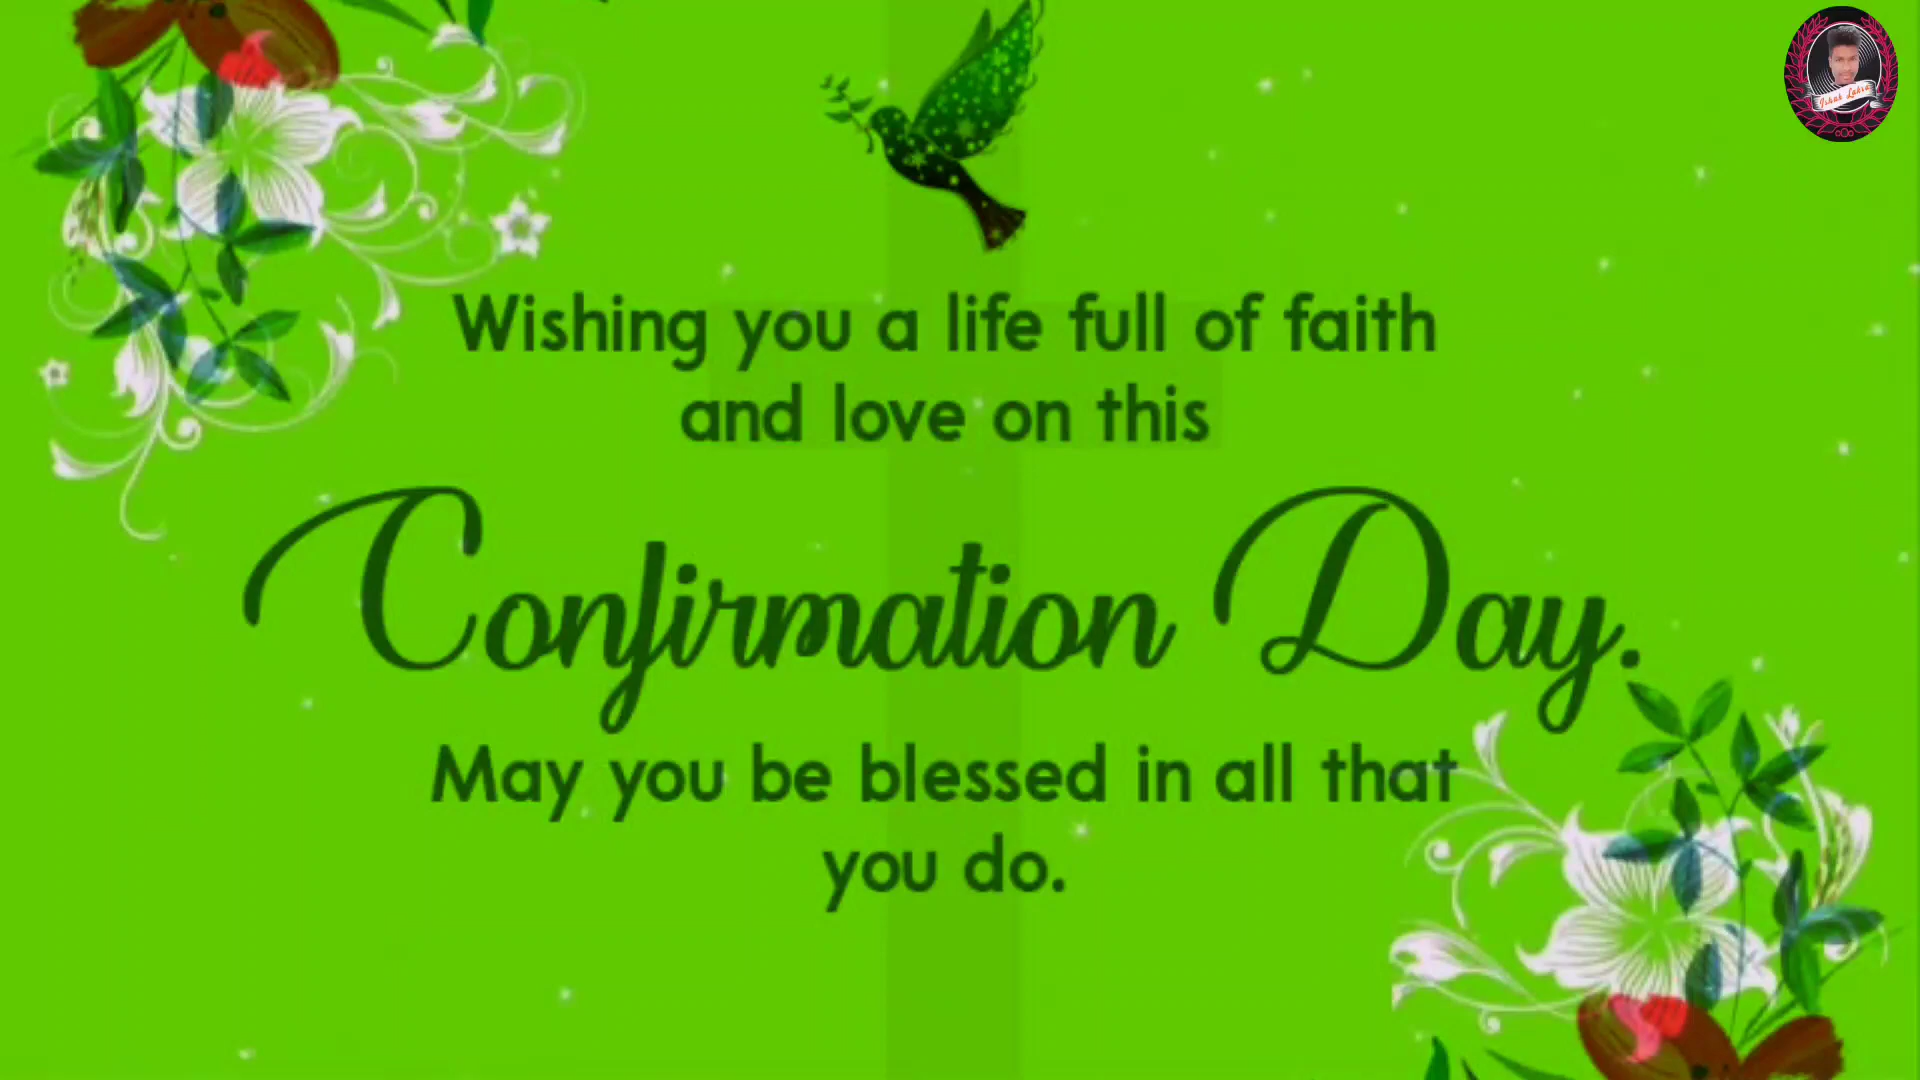 Wishing you a life full of faith
and love on this
Confirmation Day.
May you be blessed in all that
you do.